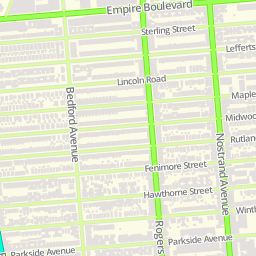 Empire Boulevard
Sterling Street
Lefferts
Lincoln Road
Maple
Bedford Avenue
Midwoo
Nostrand Avenue
Rutlan
Fenimore Street
Hawthorne Street
Winth
Rogers
Parkside Avenue
Parkside Avenue